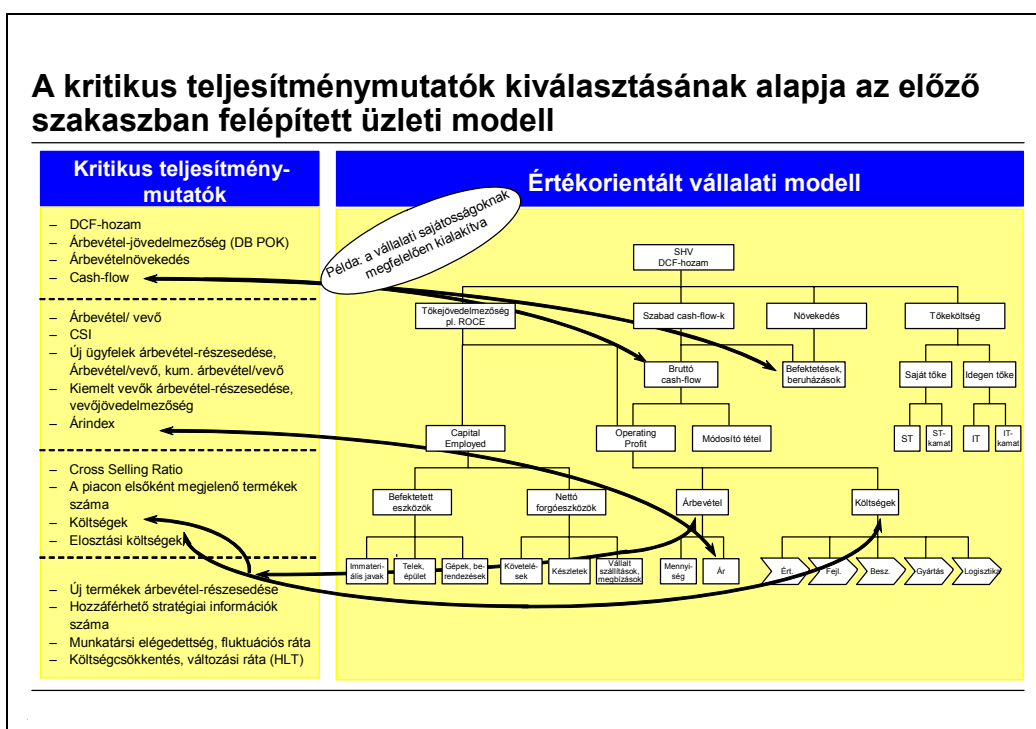 A kritikus teljesítménymutatók kiválasztásának alapja az előző
szakaszban felépített üzleti modell
Kritikus teljesítmény-
mutatók
– DCF-hozam
– Árbevétel-jövedelmezőség (DB POK)
– Árbevételnövekedés
– Cash-flow
– Árbevétel/ vevő
– CSI
– Új ügyfelek árbevétel-részesedése,
Árbevétel/vevő, kum. árbevétel/vevő
– Kiemelt vevők árbevétel-részesedése,
vevőjövedelmezőség
– Árindex
– Cross Selling Ratio
– A piacon elsőként megjelenő termékek
száma
– Költségek
– Elosztási költségek
– Új termékek árbevétel-részesedése
– Hozzáférhető stratégiai információk
száma
– Munkatársi elégedettség, fluktuációs ráta
– Költségcsökkentés, változási ráta (HLT)
Értékorientált vállalati modell
Példa: a vállalati sajátosságoknak
megfelelően kialakítva
SHV
DCF-hozam
Tőkejövedelmezőség
pl. ROCE
Szabad cash-flow-k
Növekedés
Tőkeköltség
Bruttó
cash-flow
Befektetések,
beruházások
Saját tőke
Idegen tőke
Capital
Employed
Operating
Profit
Módosító tétel
ST
ST-
kamat
IT
IT-
kamat
Befektetett
eszközök
Nettó
forgóeszközök
Árbevétel
Költségek
Immateri-
ális javak
Telek,
épület
Gépek, be-
rendezések
Követelé-
sek
Készletek
Vállalt
szállítások,
megbízások
Mennyi-
ség
Ár
Ért.
Fejl.
Besz.
Gyártás
Logisztika